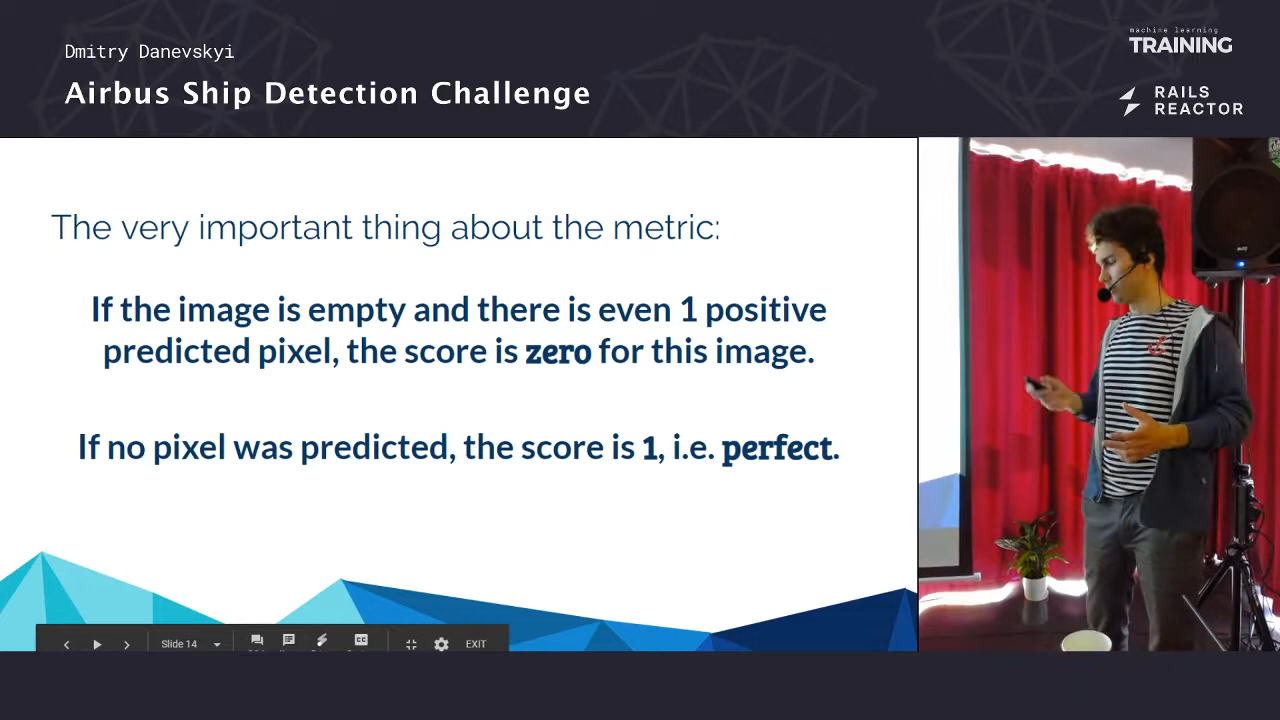 Dmitry Danevskyi
Airbus Ship Detection Challenge
machine learning
TRAINING
RAILS
REACTOR
The very important thing about the metric:
If the image is empty and there is even 1 positive
predicted pixel, the score is zero for this image.
If no pixel was predicted, the score is 1, i.e. perfect.
Slide 14
CC
EXIT